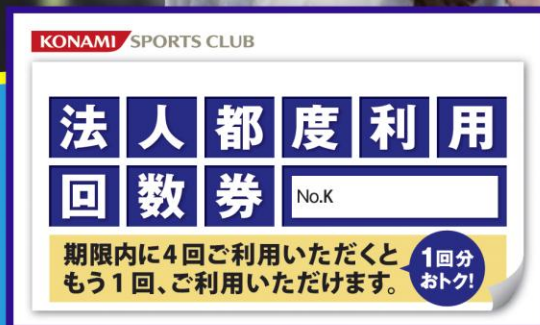 KONAMI SPORTS CLUB
法人都度利用
回数券
No.K
期限内に4回ご利用いただくと
もう1回、ご利用いただけます。
1回分
おトク!